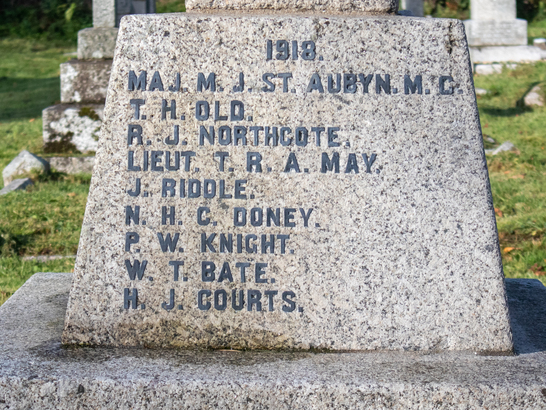 1918.
MAJ. M. J. ST. AUBYN. M. C.
T. H. OLD.
R. J. NORTHCOTE.
LIEUT T. R. A. MAY.
J. RIDDLE.
N. H. C. DONEY.
P. W. KNIGHT.
W. T. BATE.
H. J. COURTS.